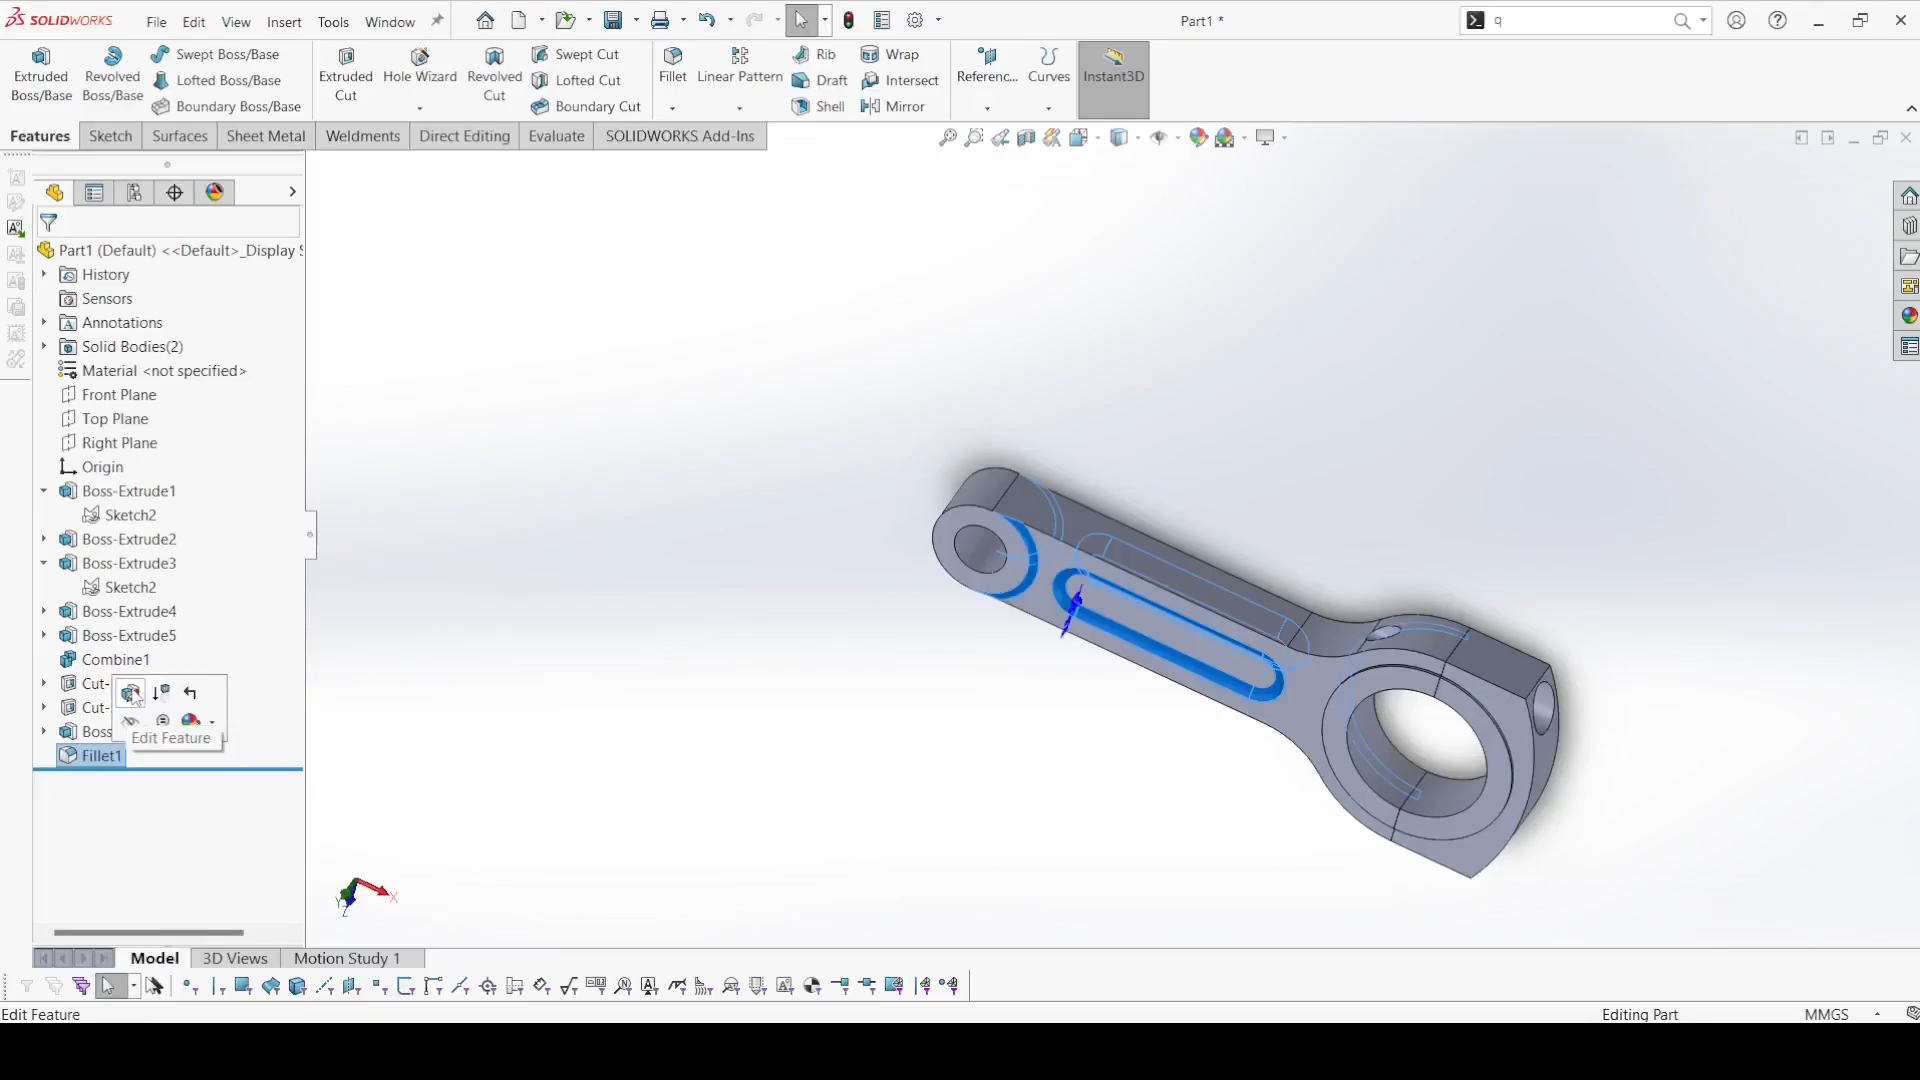 SOLIDWORKS File Edit View Insert Tools Window Part1 * q
Extruded Boss/Base
Revolved Boss/Base
Swept Boss/Base
Lofted Boss/Base
Boundary Boss/Base
Extruded Cut
Hole Wizard
Revolved Cut
Swept Cut
Lofted Cut
Boundary Cut
Fillet
Linear Pattern
Rib
Draft
Shell
Wrap
Intersect
Mirror
Referenc...
Curves
Instant3D
Features Sketch Surfaces Sheet Metal Weldments Direct Editing Evaluate SOLIDWORKS Add-Ins
Part1 (Default) <<Default>_Display S
History
Sensors
Annotations
Solid Bodies(2)
Material <not specified>
Front Plane
Top Plane
Right Plane
Origin
Boss-Extrude1
Sketch2
Boss-Extrude2
Boss-Extrude3
Sketch2
Boss-Extrude4
Boss-Extrude5
Combine1
Cut-
Cut-
Boss
Edit Feature
Fillet1
X
Y
Z
Model 3D Views Motion Study 1
Edit Feature Editing Part MMGS